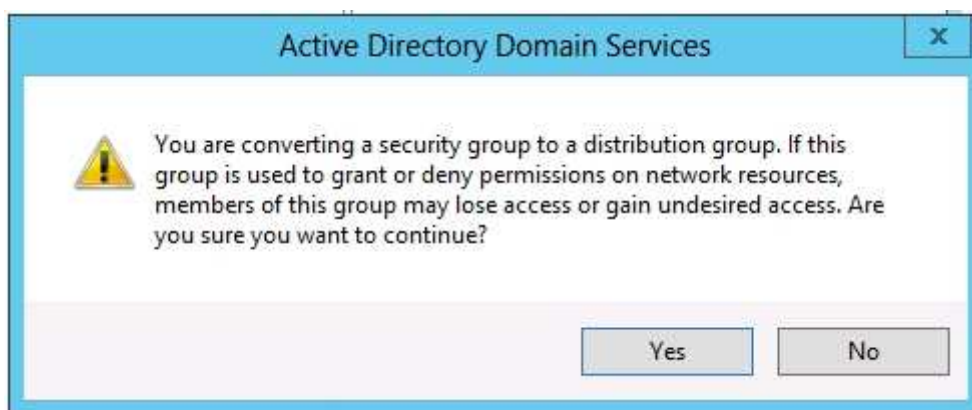 Active Directory Domain Services
x
You are converting a security group to a distribution group. If this
group is used to grant or deny permissions on network resources,
members of this group may lose access or gain undesired access. Are
you sure you want to continue?
Yes
No